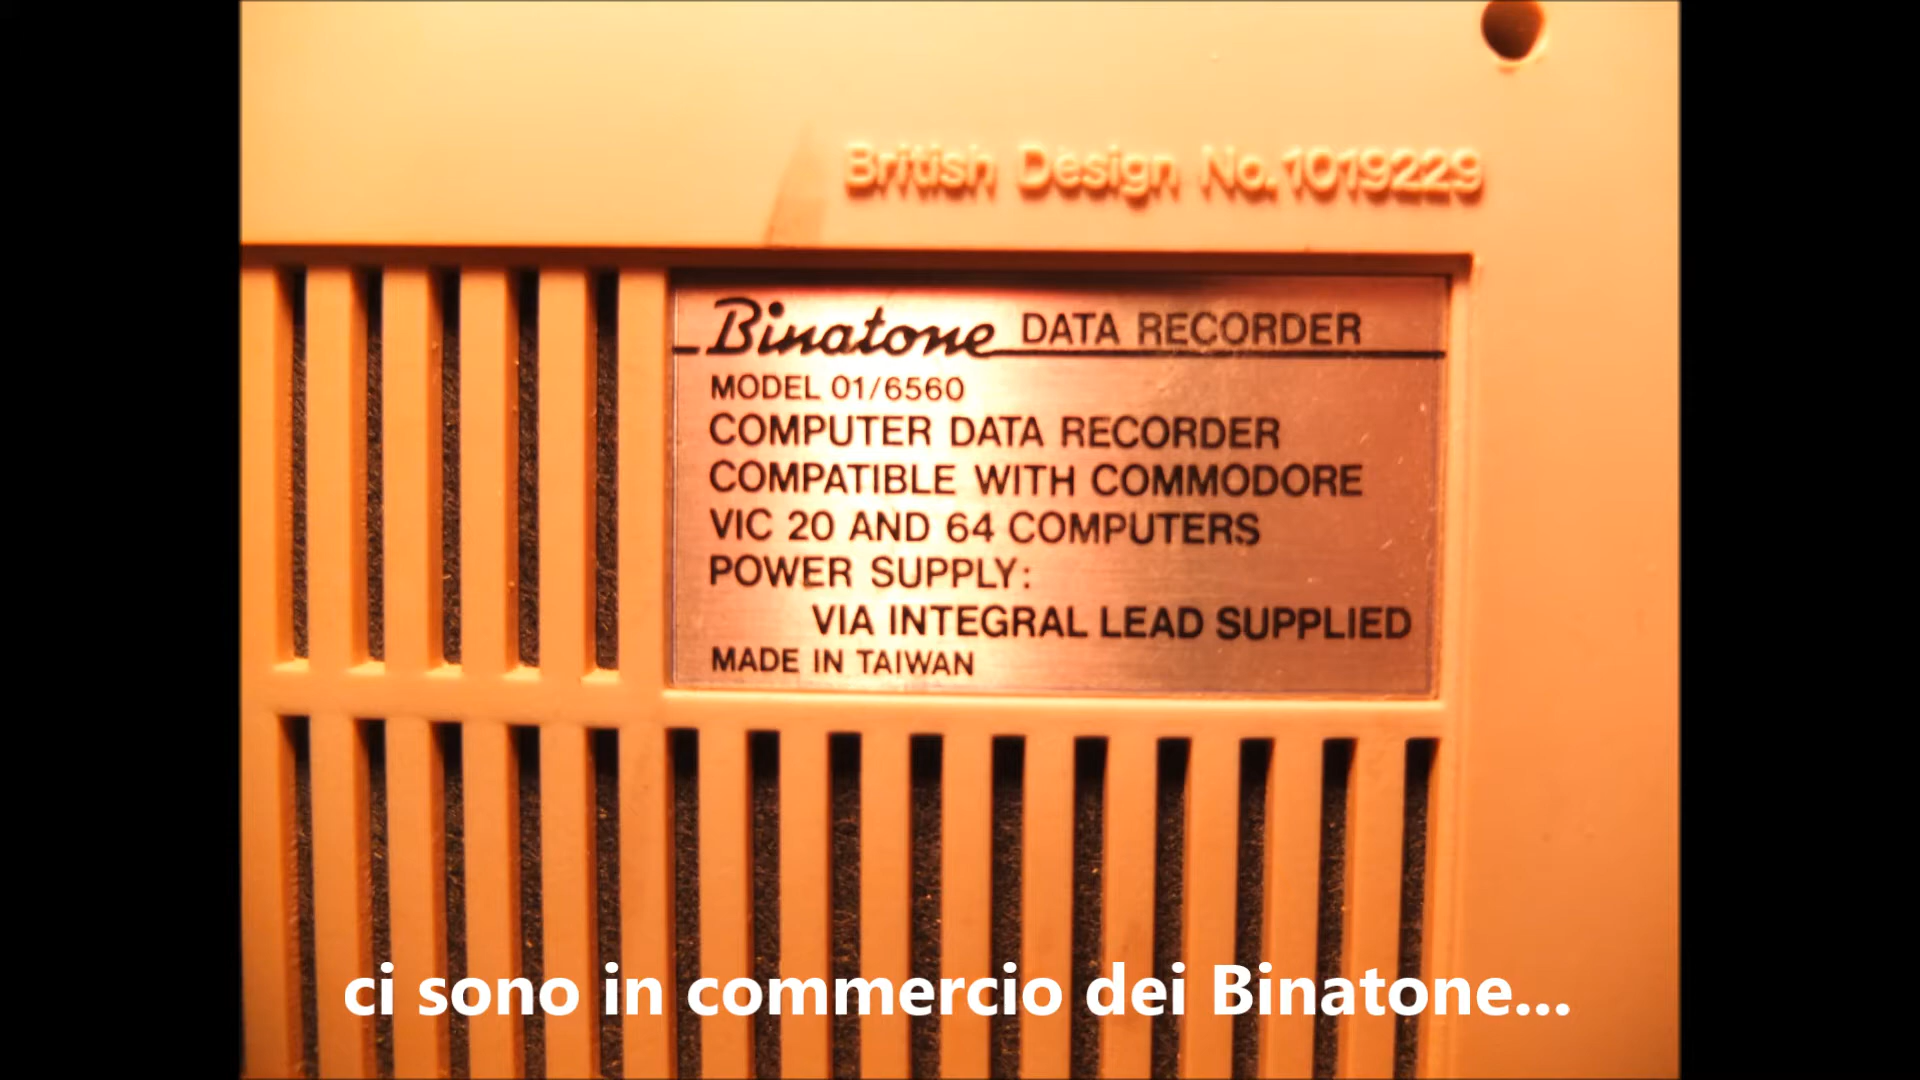 British Design No.1019229
Binatone DATA RECORDER
MODEL 01/6560
COMPUTER DATA RECORDER
COMPATIBLE WITH COMMODORE
VIC 20 AND 64 COMPUTERS
POWER SUPPLY:
VIA INTEGRAL LEAD SUPPLIED
MADE IN TAIWAN
ci sono in commercio dei Binatone...